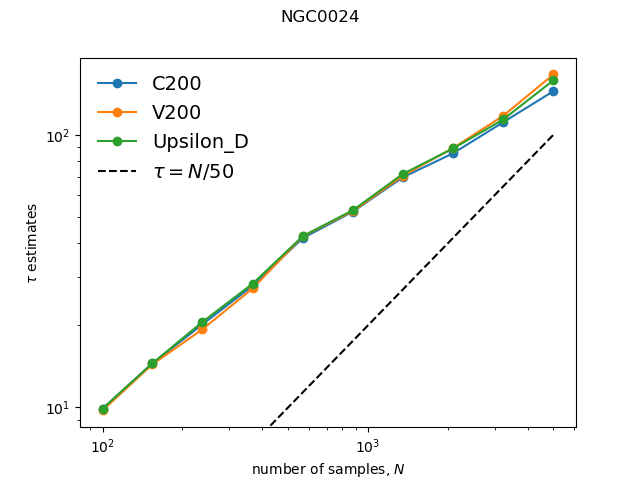 NGC0024
C200
V200
Upsilon_D
τ = N/50
10²
10¹
τ estimates
10² 10³
number of samples, N